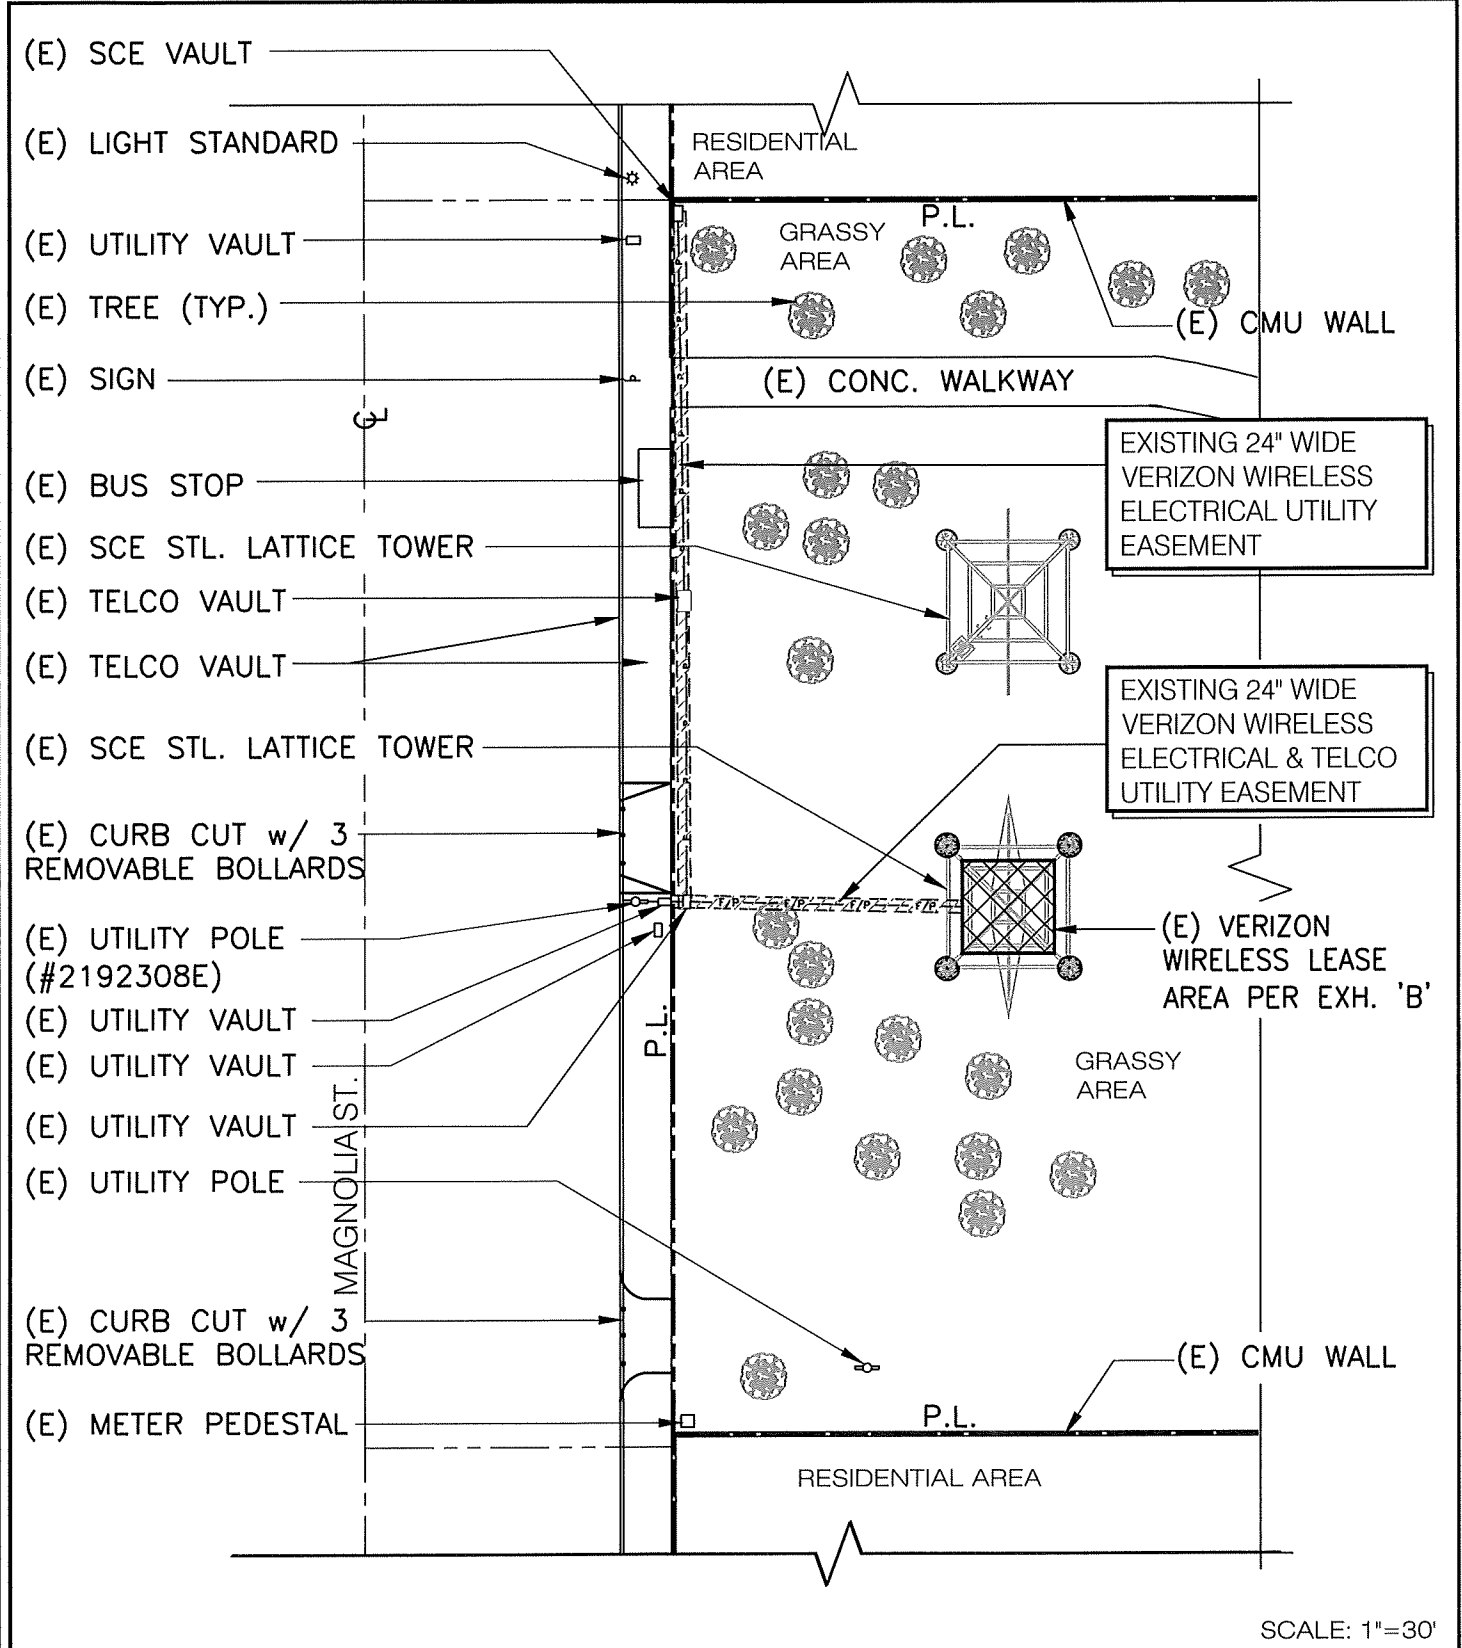 (E) SCE VAULT
(E) LIGHT STANDARD
RESIDENTIAL
AREA
(E) UTILITY VAULT
P.L.
GRASSY
AREA
(E) TREE (TYP.)
(E) CMU WALL
(E) SIGN
(E) CONC. WALKWAY
CL
EXISTING 24" WIDE
VERIZON WIRELESS
ELECTRICAL UTILITY
EASEMENT
(E) BUS STOP
(E) SCE STL. LATTICE TOWER
(E) TELCO VAULT
(E) TELCO VAULT
EXISTING 24" WIDE
VERIZON WIRELESS
ELECTRICAL & TELCO
UTILITY EASEMENT
(E) SCE STL. LATTICE TOWER
(E) CURB CUT w/ 3
REMOVABLE BOLLARDS
E/P E/P E/P E/P
(E) UTILITY POLE
(#2192308E)
(E) VERIZON
WIRELESS LEASE
AREA PER EXH. 'B'
(E) UTILITY VAULT
P.L.
(E) UTILITY VAULT
GRASSY
AREA
(E) UTILITY VAULT
MAGNOLIA ST.
(E) UTILITY POLE
(E) CURB CUT w/ 3
REMOVABLE BOLLARDS
(E) CMU WALL
(E) METER PEDESTAL
P.L.
RESIDENTIAL AREA
SCALE: 1"=30'